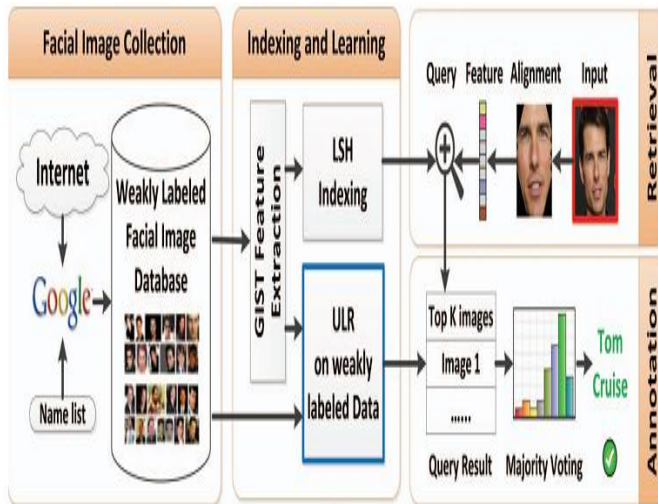 Facial Image Collection
Internet
Google
Name list
Weakly Labeled
Facial Image
Database
Indexing and Learning
GIST Feature
Extraction
LSH
Indexing
ULR
on weakly
labeled Data
Query Feature Alignment Input
Retrieval
Top K images
Image 1
......
Query Result
Majority Voting
Tom
Cruise
Annotation